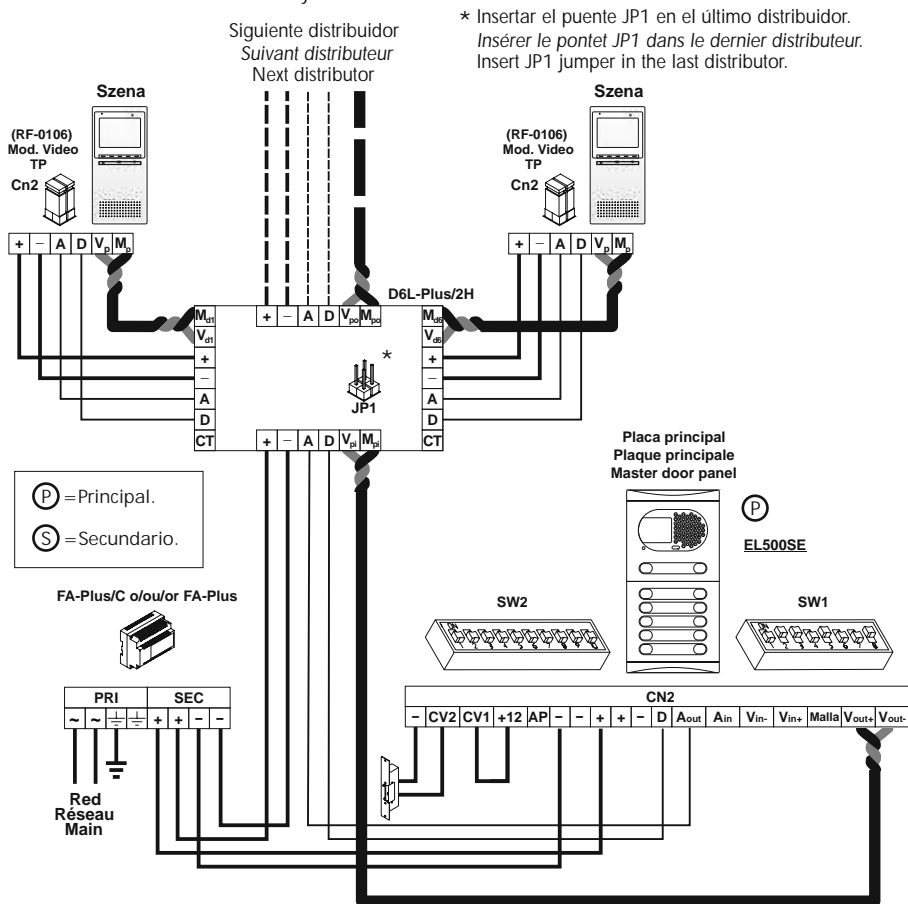 Siguiente distribuidor
Suivant distributeur
Next distributor
* Insertar el puente JP1 en el último distribuidor.
Insérer le pontet JP1 dans le dernier distributeur.
Insert JP1 jumper in the last distributor.
Szena
(RF-0106)
Mod. Video
TP
Cn2
+ – A D Vp Mp
Szena
(RF-0106)
Mod. Video
TP
Cn2
+ – A D Vp Mp
D6L-Plus/2H
+ – A D Vpo Mpo
Md1
Vd1
+
–
A
D
CT
*
JP1
Md6
Vd6
+
–
A
D
CT
+ – A D Vpi Mpi
P =Principal.
S =Secundario.
Placa principal
Plaque principale
Master door panel
P
EL500SE
FA-Plus/C o/ou/or FA-Plus
SW2
SW1
PRI SEC
~ ~ + + – –
Red
Réseau
Main
CN2
– CV2 CV1 +12 AP – – + + – D Aout Ain Vin- Vin+ Malla Vout+ Vout-